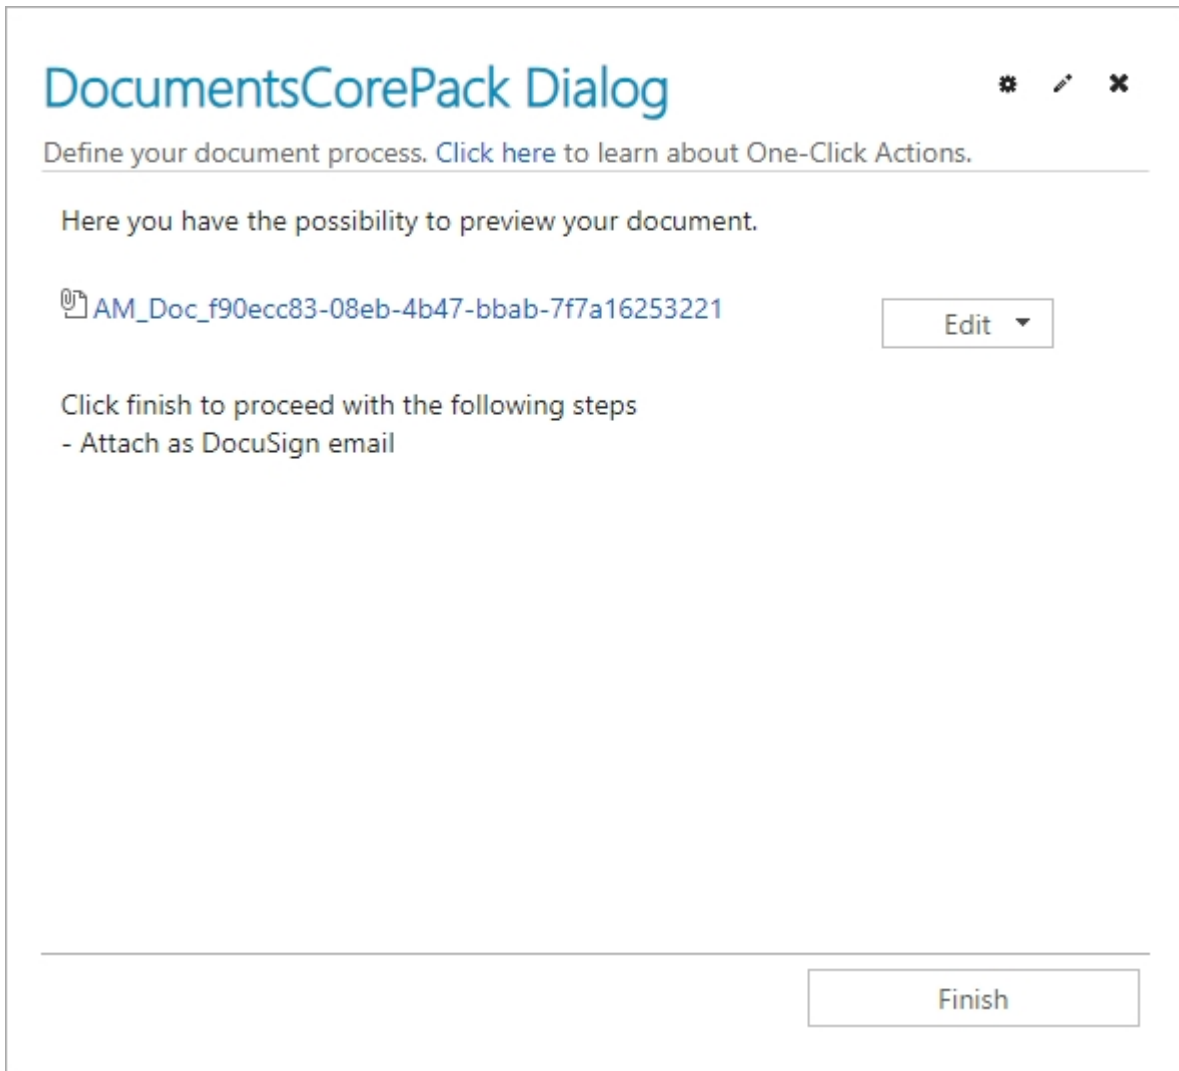 DocumentsCorePack Dialog
Define your document process. Click here to learn about One-Click Actions.
Here you have the possibility to preview your document.
AM_Doc_f90ecc83-08eb-4b47-bbab-7f7a16253221
Edit
Click finish to proceed with the following steps
- Attach as DocuSign email
Finish